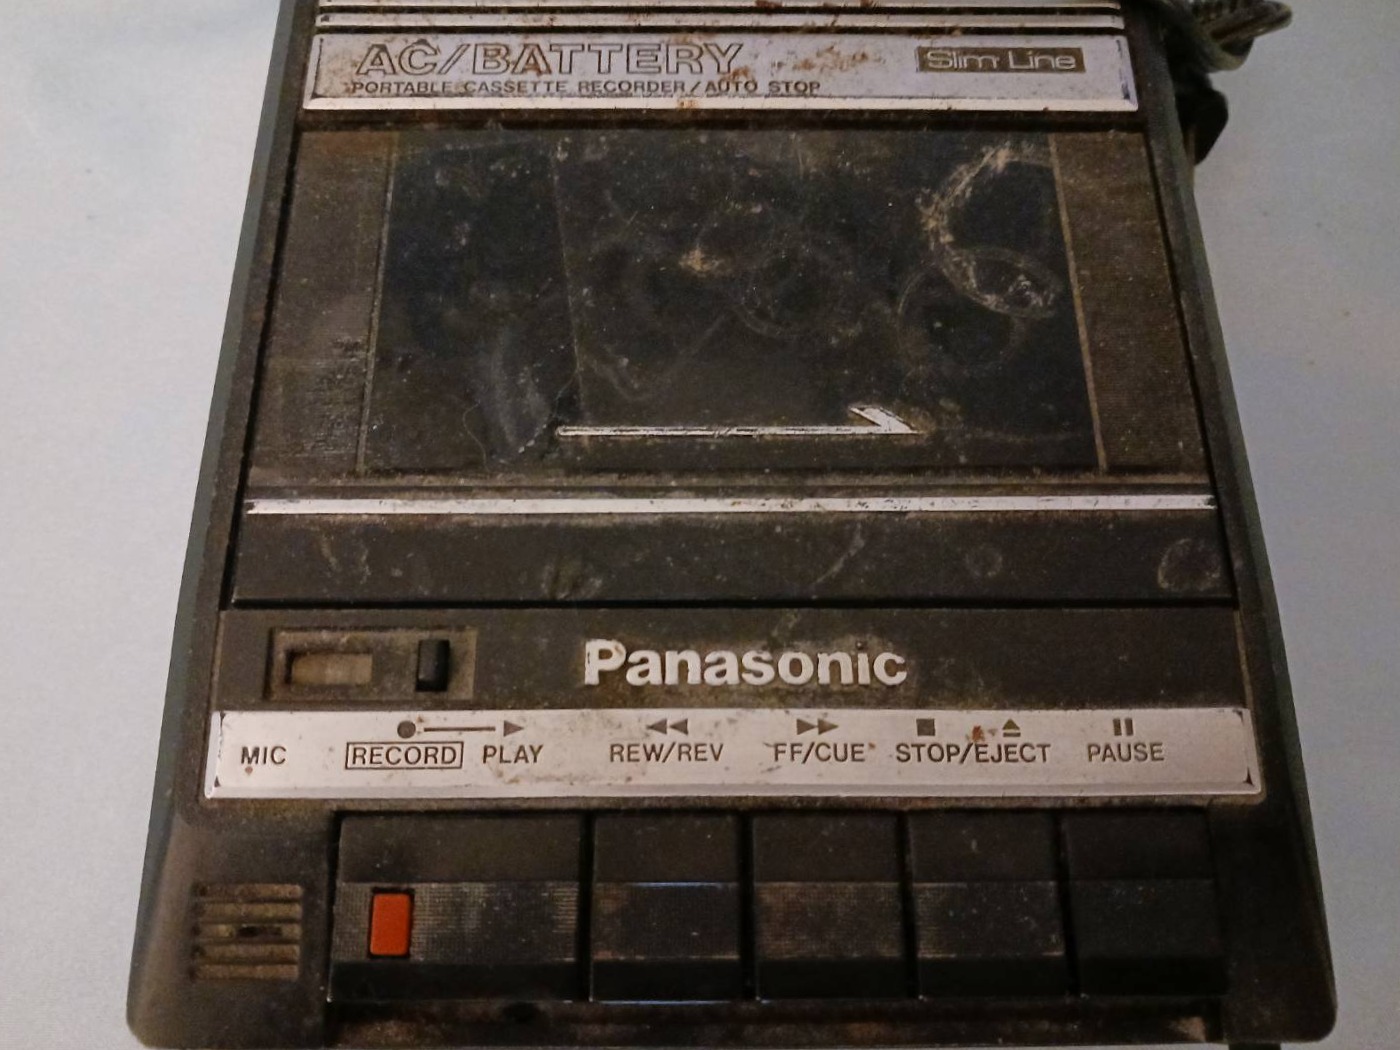 AC/BATTERY
Slim Line
PORTABLE CASSETTE RECORDER/AUTO STOP
Panasonic
MIC RECORD PLAY REW/REV FF/CUE STOP/EJECT PAUSE